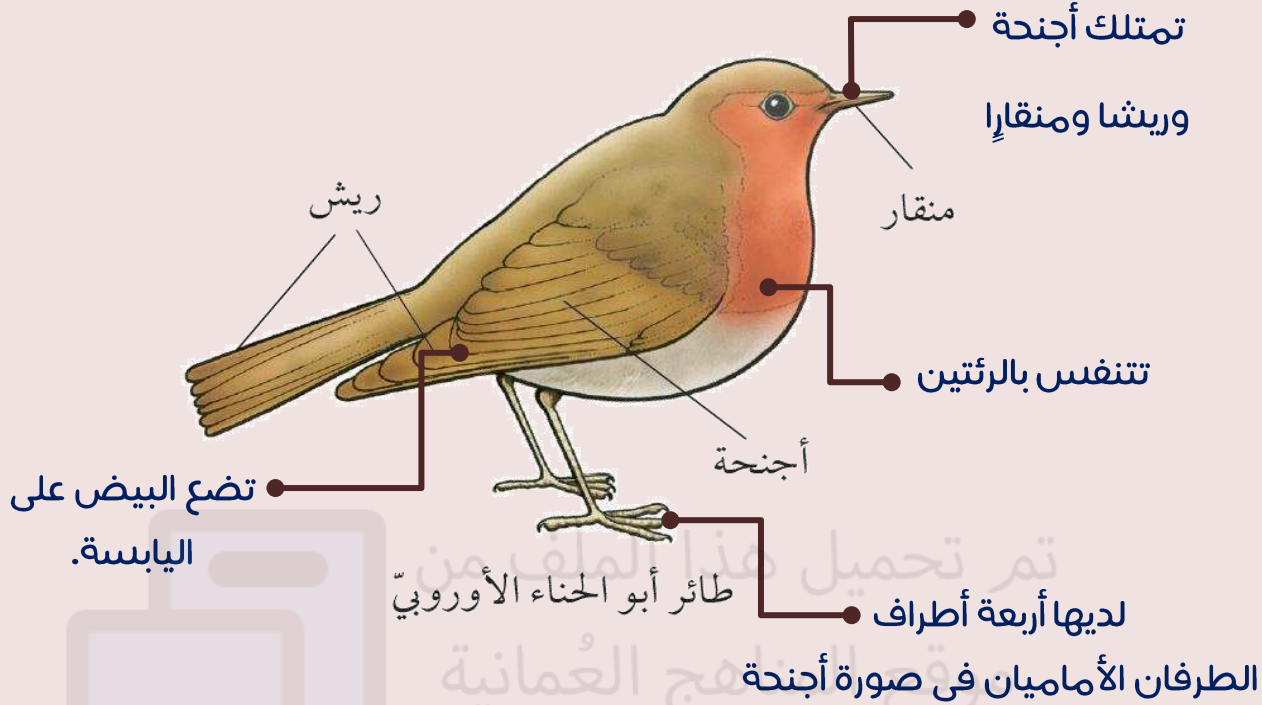 تمتلك أجنحة
وريشا ومنقارٍا
ريش
منقار
تتنفس بالرئتين
أجنحة
تضع البيض على
اليابسة.
تم تحميل هذا الملف من
طائر أبو الحناء الأوروبيّ
لديها أربعة أطراف
موقع المناهج العُمانية
الطرفان الأماميان في صورة أجنحة